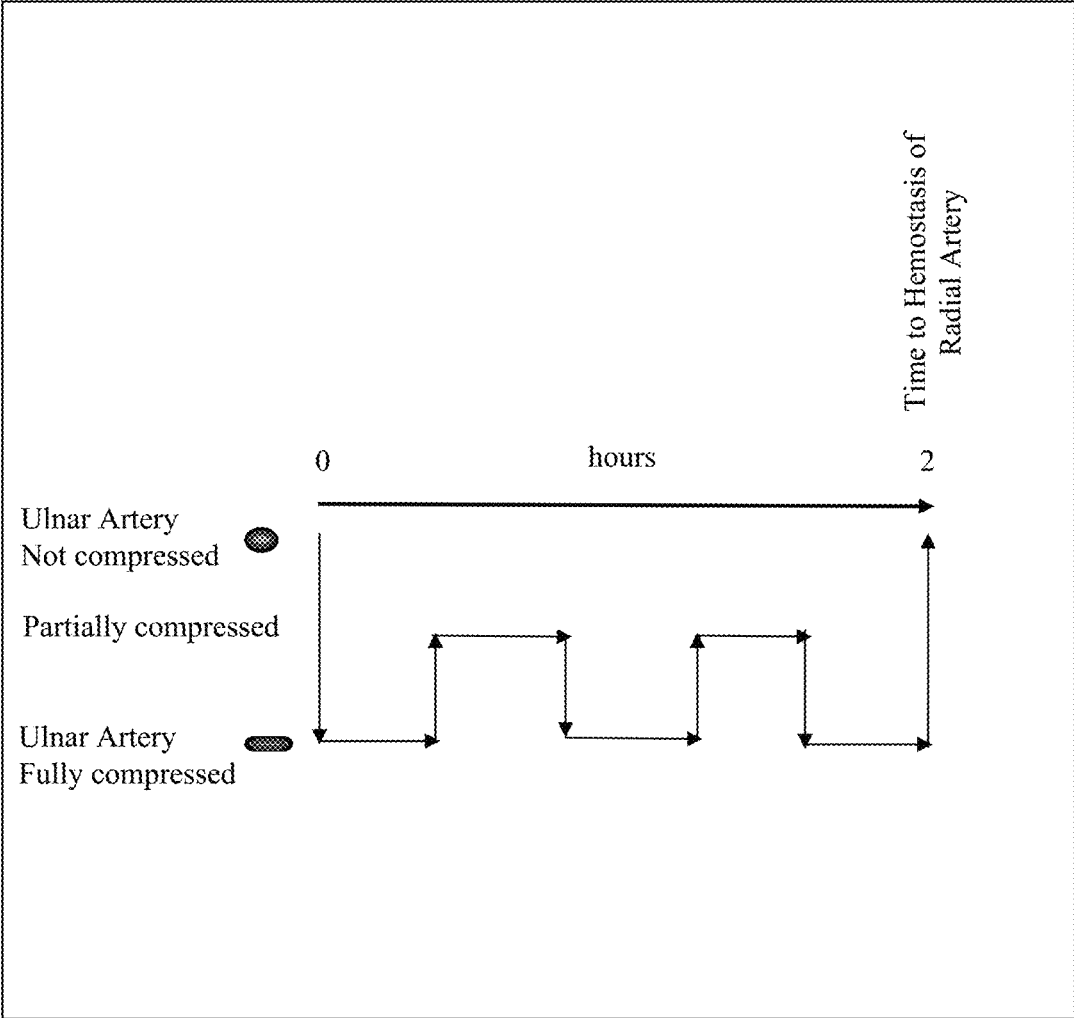 Time to Hemostasis of
Radial Artery
0 hours 2
Ulnar Artery
Not compressed
Partially compressed
Ulnar Artery
Fully compressed